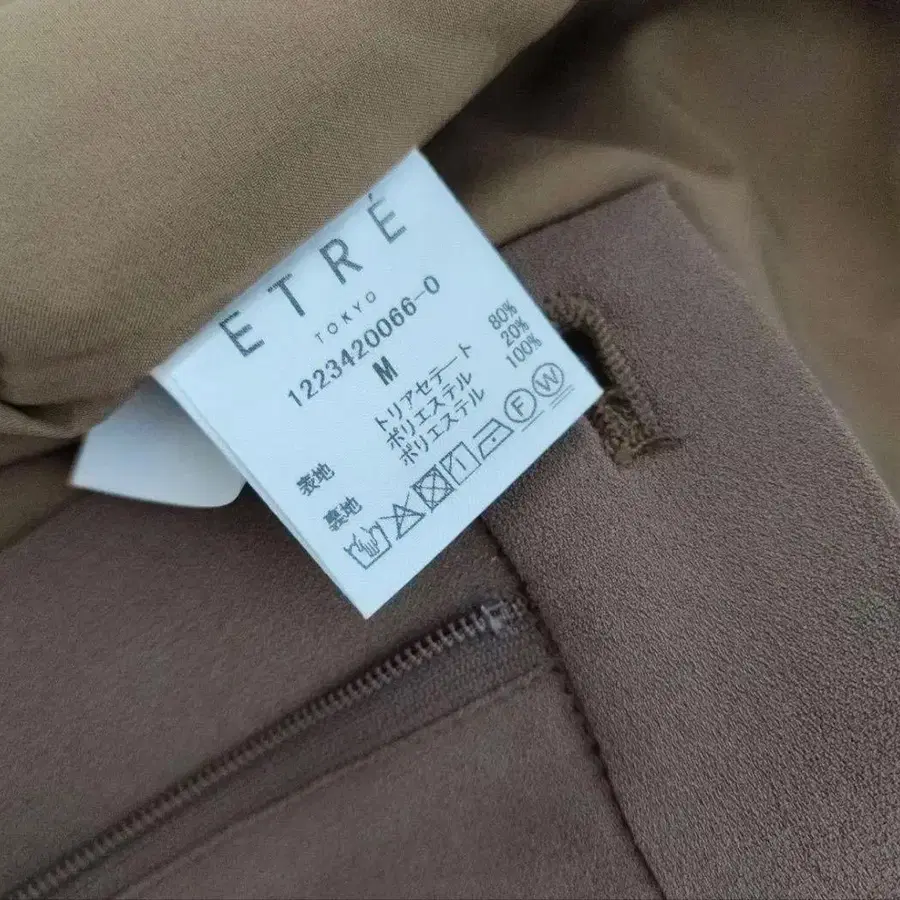 ETRÉ
TOKYO
1223420066-0
M
表地 トリアセテート 80%
ポリエステル 20%
裏地 ポリエステル 100%
1 F W